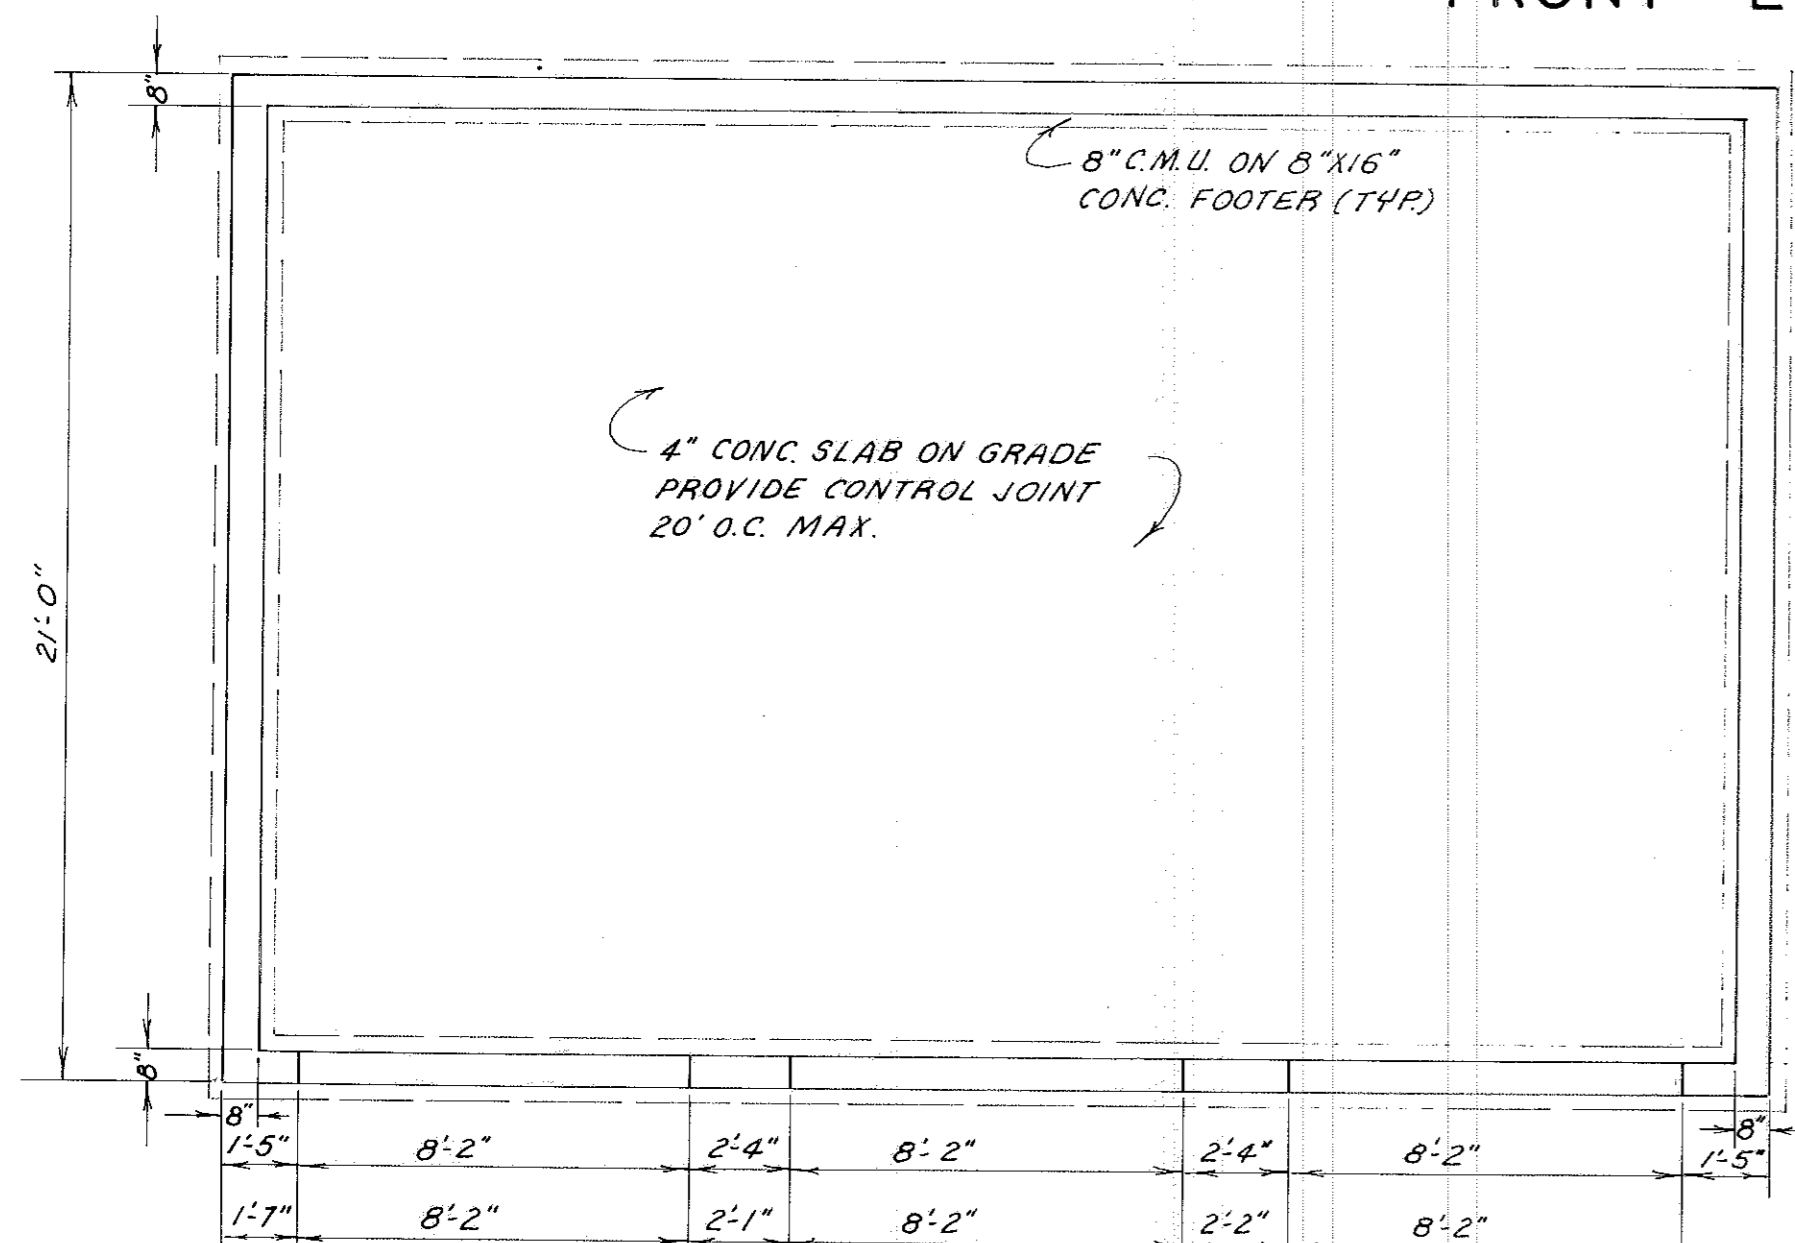 8"
8" C.M.U. ON 8"X16"
CONC. FOOTER (TYP.)
4" CONC. SLAB ON GRADE
PROVIDE CONTROL JOINT
20' O.C. MAX.
21'-0"
8"
8" 8"
1'-5" 8'-2" 2'-4" 8'-2" 2'-4" 8'-2" 1'-5"
1'-7" 8'-2" 2'-1" 8'-2" 2'-2" 8'-2"